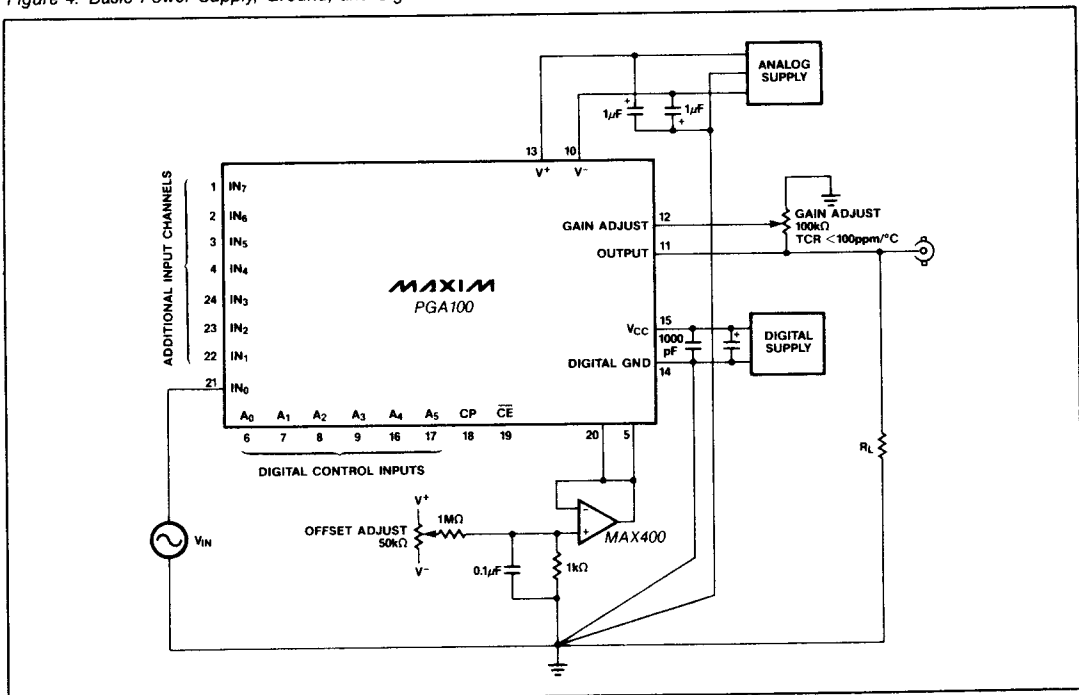 Figure 4. Basic Power Supply, Ground, and
ANALOG
SUPPLY
1µF
+
1µF
+
13
10
V+
V−
ADDITIONAL INPUT CHANNELS
1 IN7
2 IN6
3 IN5
4 IN4
24 IN3
23 IN2
22 IN1
21 IN0
MAXIM
PGA100
GAIN ADJUST 12
OUTPUT 11
GAIN ADJUST
100kΩ
TCR <100ppm/°C
VCC 15
1000
pF
+
DIGITAL GND 14
DIGITAL
SUPPLY
A0 A1 A2 A3 A4 A5 CP CE
6 7 8 9 16 17 18 19 20 5
DIGITAL CONTROL INPUTS
RL
VIN
V+
OFFSET ADJUST
50kΩ
V−
1MΩ
−
+
MAX400
0.1µF
1kΩ